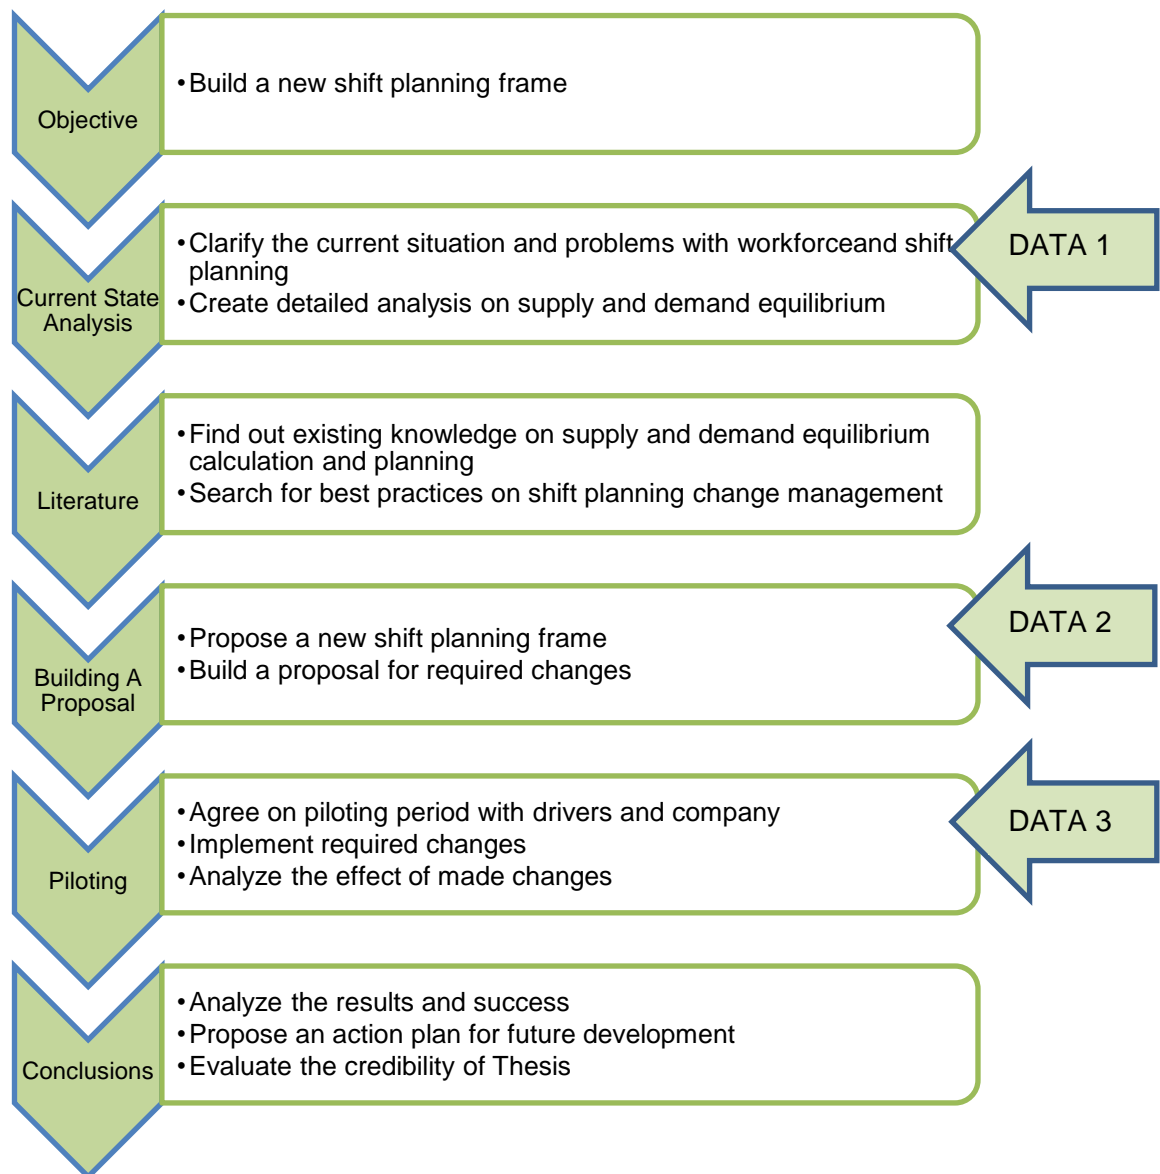 Objective
•Build a new shift planning frame
Current State
Analysis
•Clarify the current situation and problems with workforceand shift
planning
•Create detailed analysis on supply and demand equilibrium
DATA 1
Literature
•Find out existing knowledge on supply and demand equilibrium
calculation and planning
•Search for best practices on shift planning change management
Building A
Proposal
•Propose a new shift planning frame
•Build a proposal for required changes
DATA 2
Piloting
•Agree on piloting period with drivers and company
•Implement required changes
•Analyze the effect of made changes
DATA 3
Conclusions
•Analyze the results and success
•Propose an action plan for future development
•Evaluate the credibility of Thesis